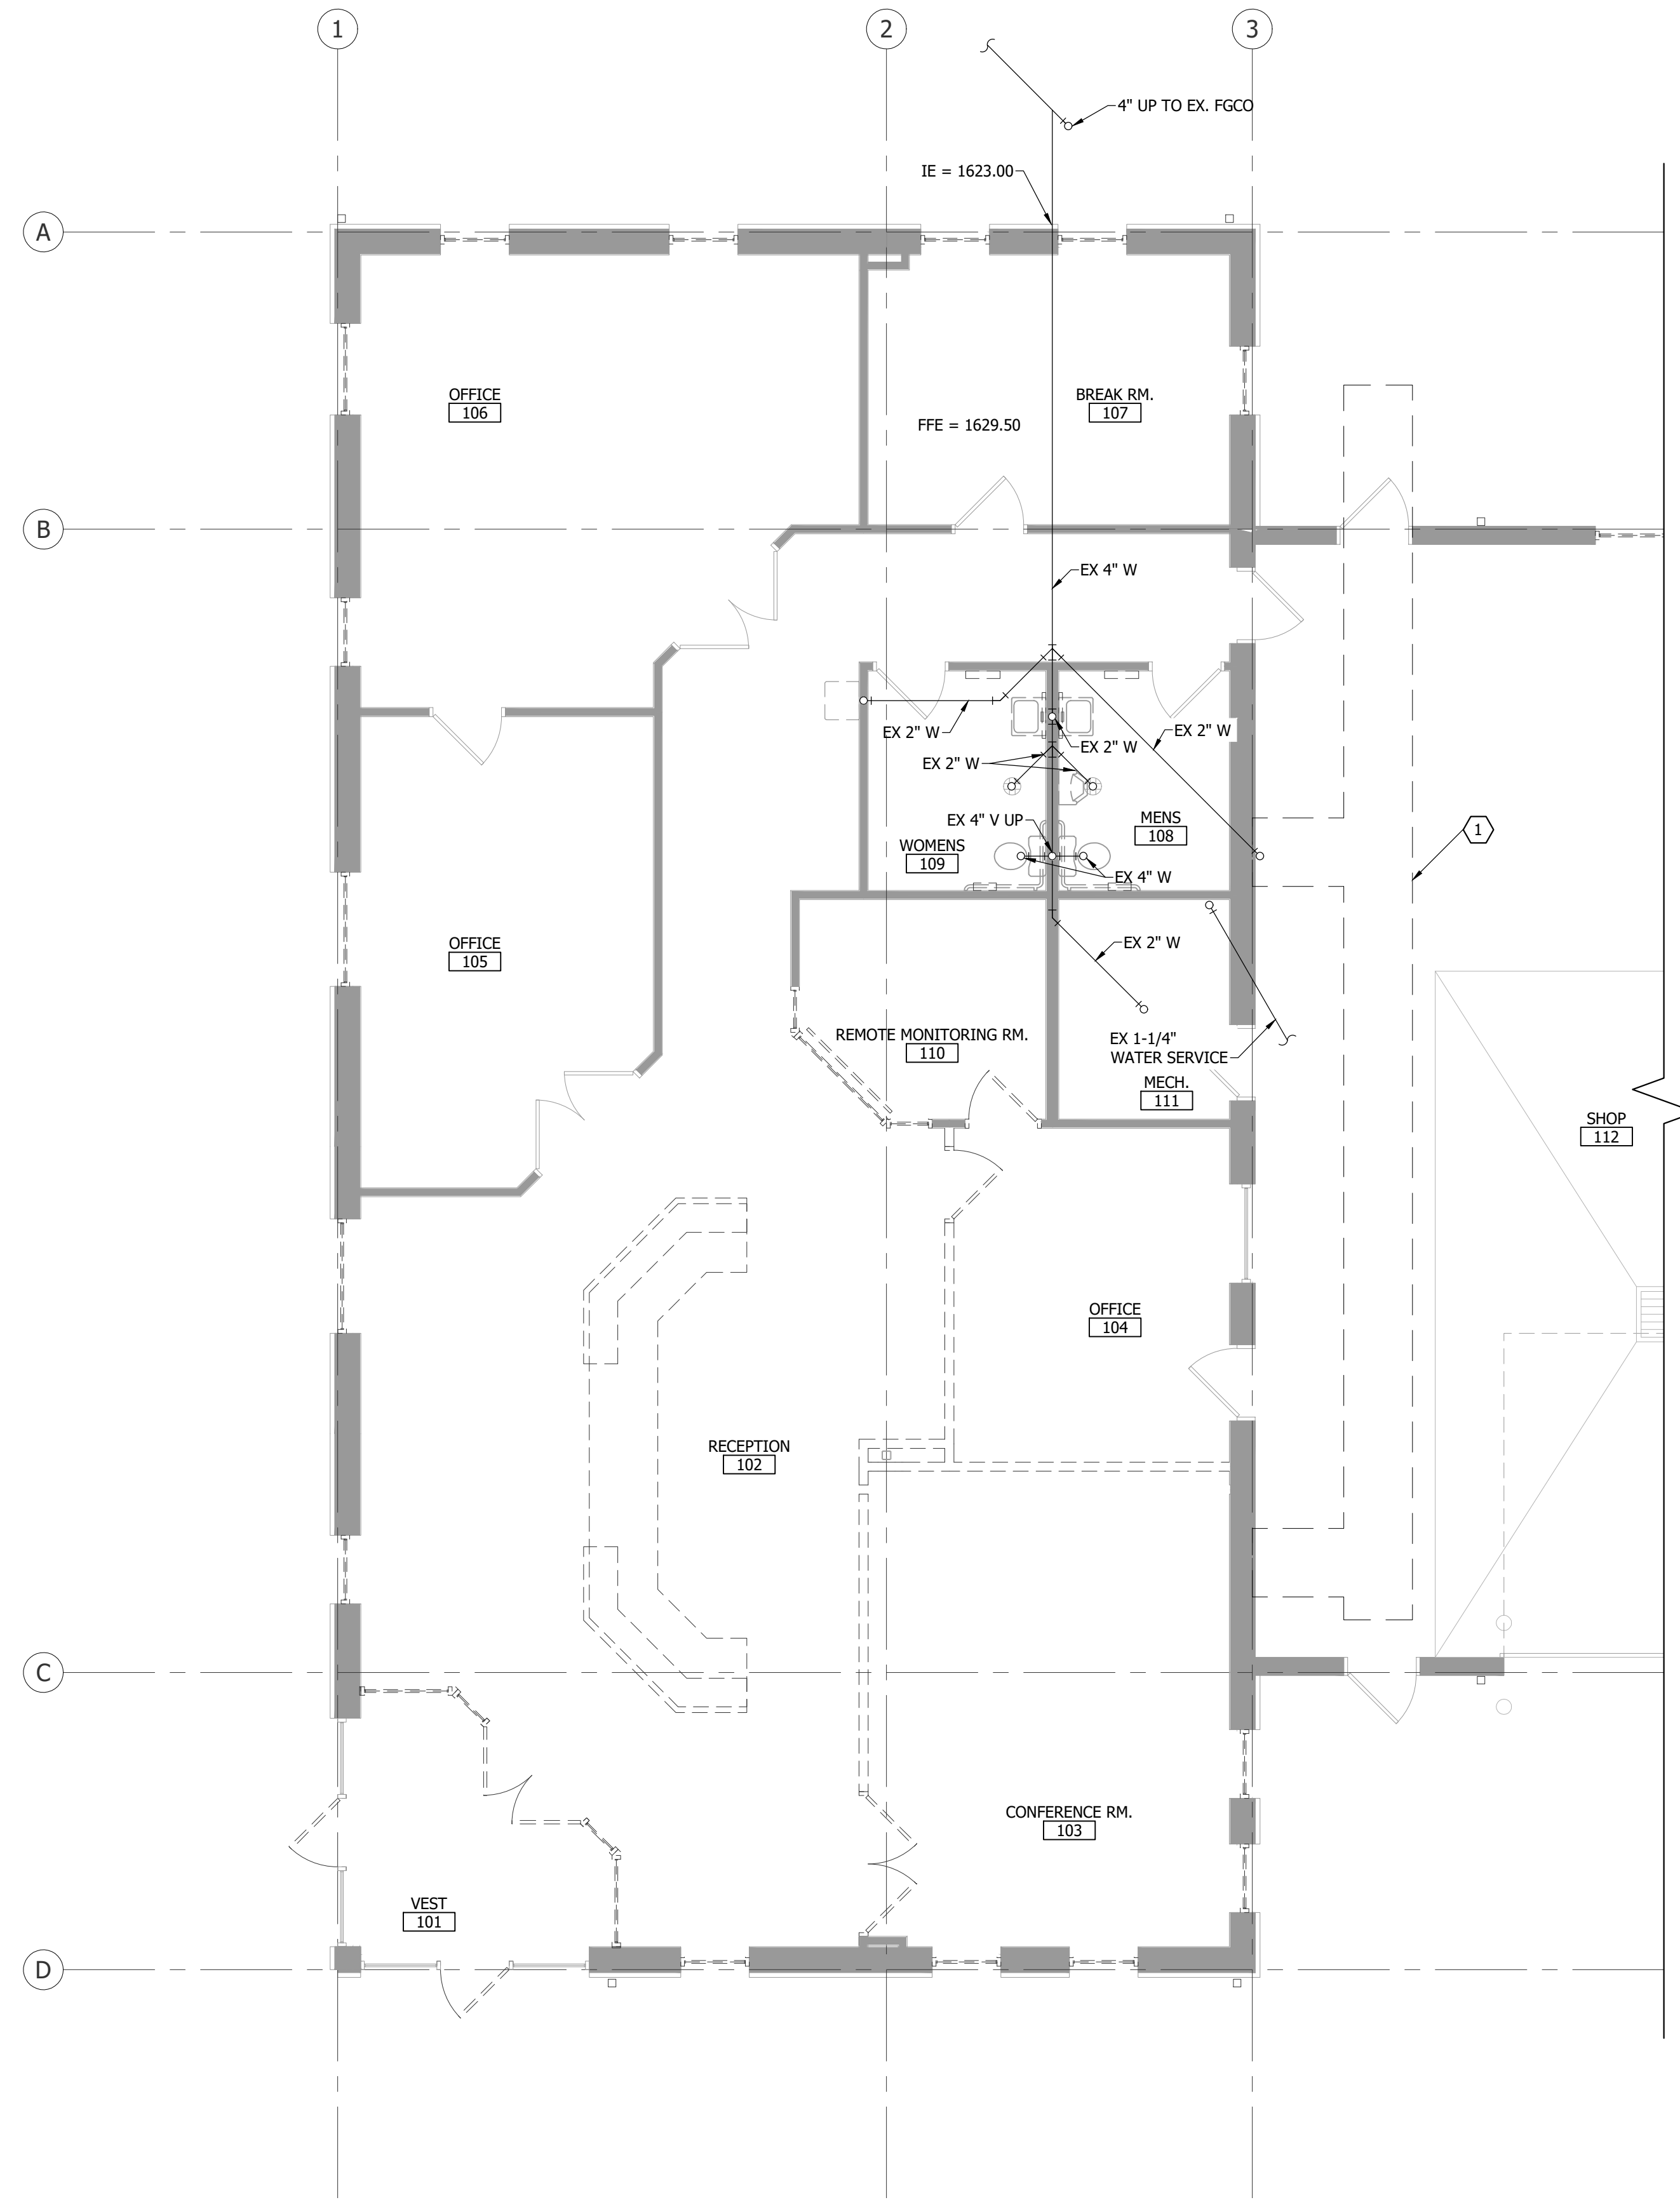 1
2
3
4" UP TO EX. FGCO
IE = 1623.00
A
OFFICE
106
BREAK RM.
107
FFE = 1629.50
B
EX 4" W
EX 2" W
EX 2" W
EX 2" W
EX 2" W
EX 4" V UP
MENS
108
1
WOMENS
109
EX 4" W
OFFICE
105
EX 2" W
REMOTE MONITORING RM.
110
EX 1-1/4"
WATER SERVICE
MECH.
111
SHOP
112
OFFICE
104
RECEPTION
102
C
CONFERENCE RM.
103
VEST
101
D